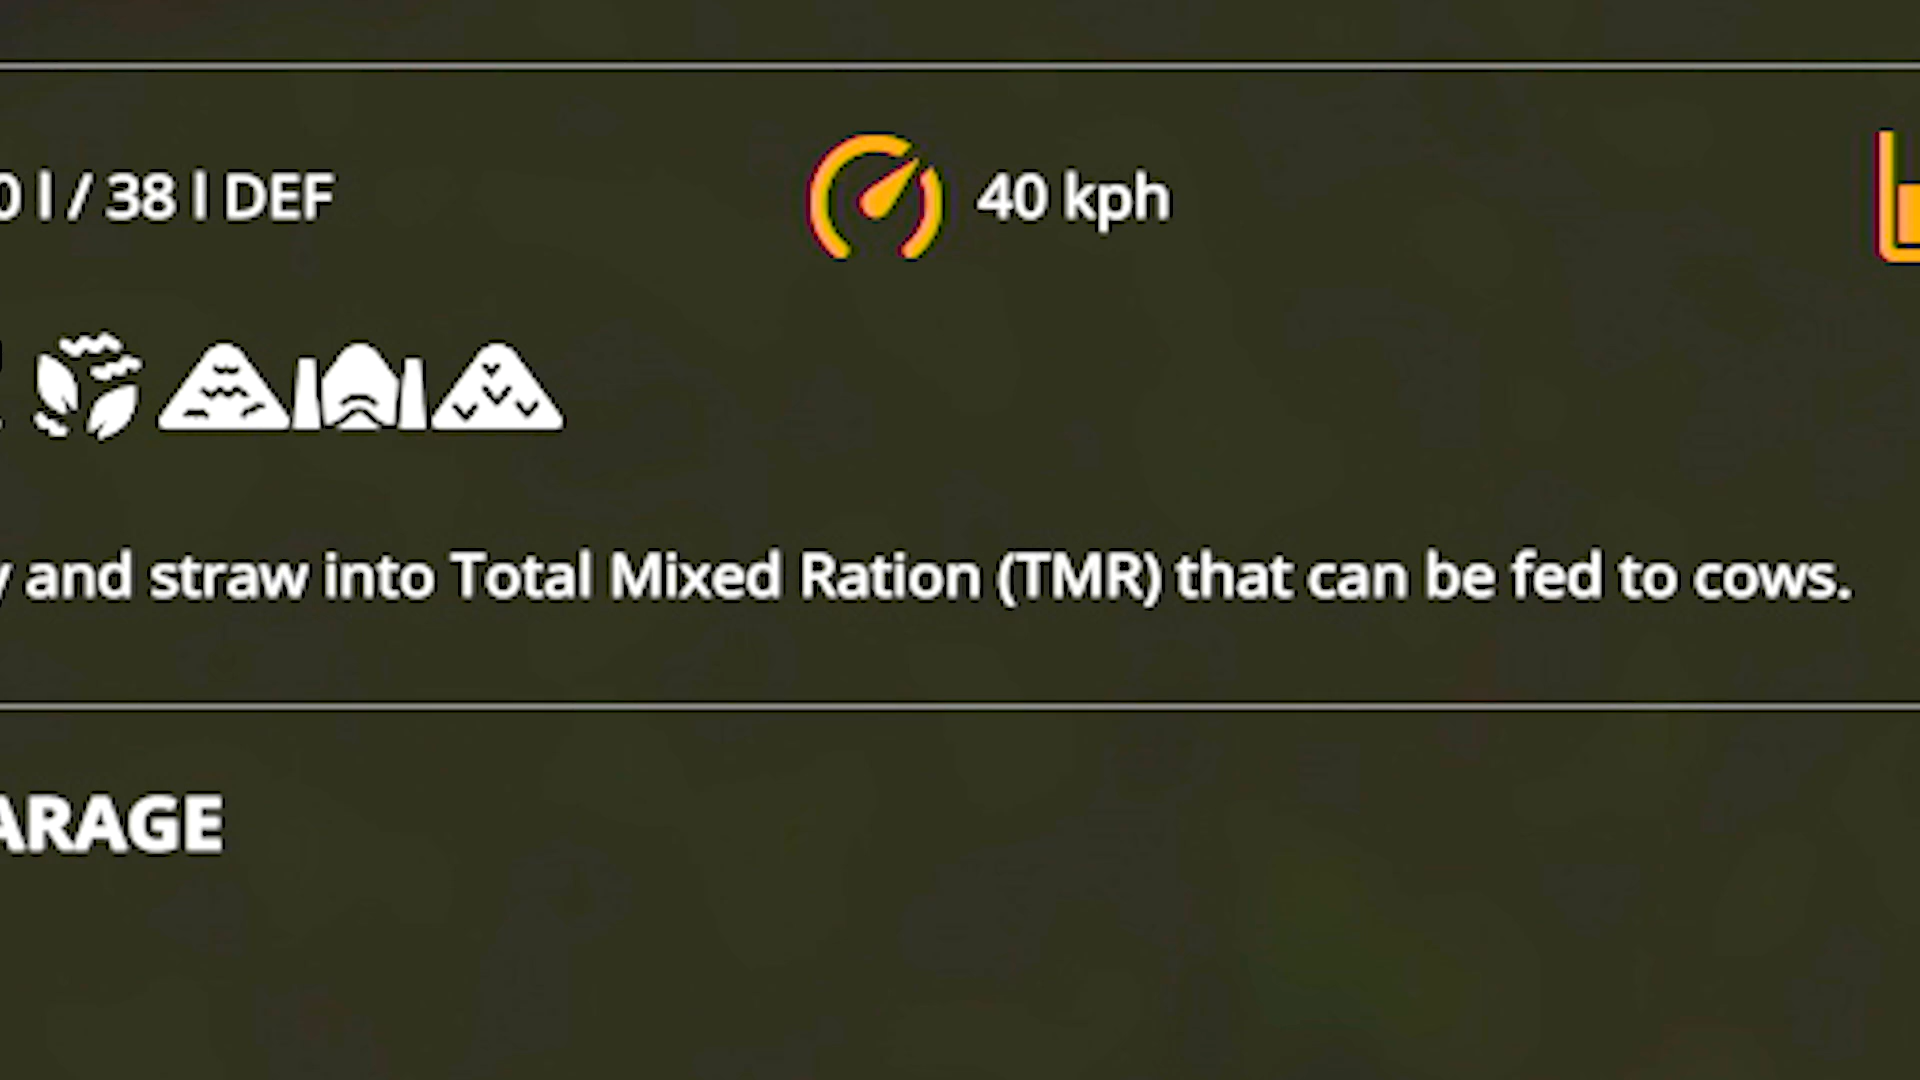 0 l / 38 l DEF 40 kph
y and straw into Total Mixed Ration (TMR) that can be fed to cows.
ARAGE